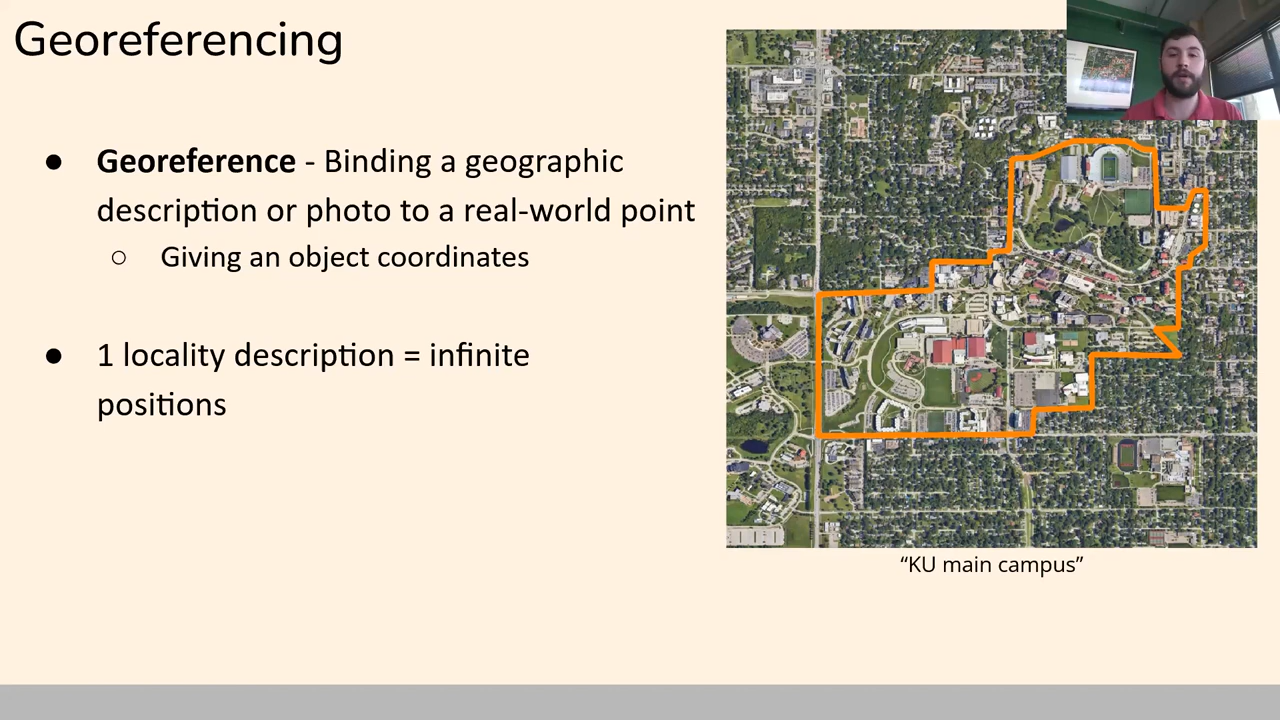 Georeferencing
● Georeference - Binding a geographic
description or photo to a real-world point
○ Giving an object coordinates
● 1 locality description = infinite
positions
“KU main campus”